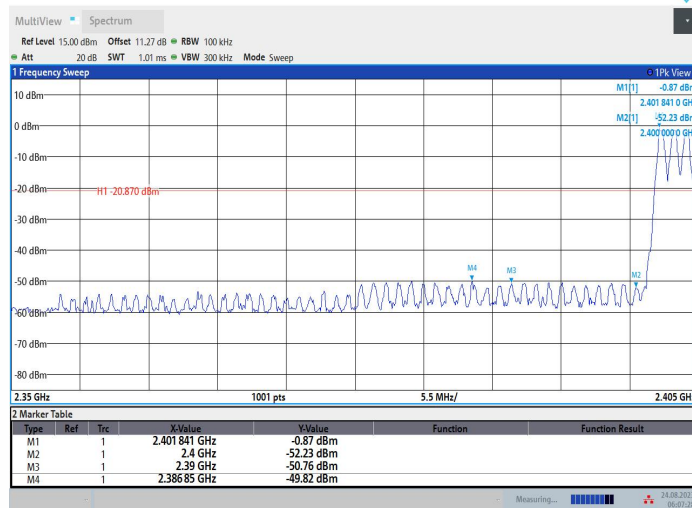 MultiView Spectrum
Ref Level 15.00 dBm Offset 11.27 dB RBW 100 kHz
Att 20 dB SWT 1.01 ms VBW 300 kHz Mode Sweep
1 Frequency Sweep 1Pk View
M1[1] -0.87 dBm
2.401 841 0 GHz
M2[1] -52.23 dBm
2.400 000 0 GHz
10 dBm
0 dBm
-10 dBm
-20 dBm
H1 -20.870 dBm
-30 dBm
-40 dBm
M4 M3 M2
-50 dBm
-60 dBm
-70 dBm
-80 dBm
2.35 GHz 1001 pts 5.5 MHz/ 2.405 GH
2 Marker Table
Type Ref Trc X-Value Y-Value Function Function Result
M1 1 2.401 841 GHz -0.87 dBm
M2 1 2.4 GHz -52.23 dBm
M3 1 2.39 GHz -50.76 dBm
M4 1 2.386 85 GHz -49.82 dBm
Measuring... 24.08.202
06:07:2